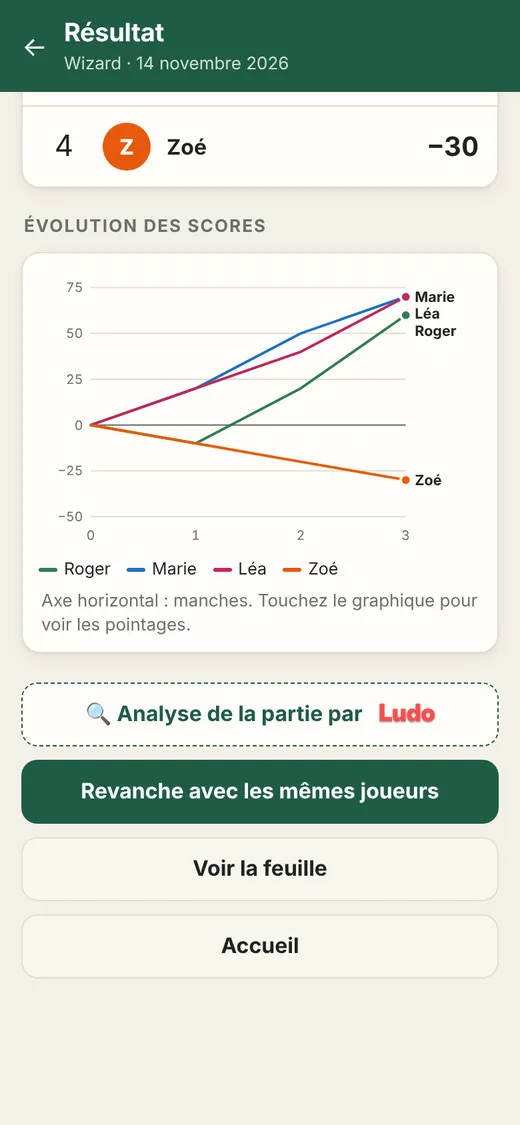 Résultat
Wizard · 14 novembre 2026
4 Z Zoé −30
ÉVOLUTION DES SCORES
75
50
25
0
−25
−50
0 1 2 3
Marie
Léa
Roger
Zoé
Roger Marie Léa Zoé
Axe horizontal : manches. Touchez le graphique pour
voir les pointages.
Analyse de la partie par Ludo
Revanche avec les mêmes joueurs
Voir la feuille
Accueil